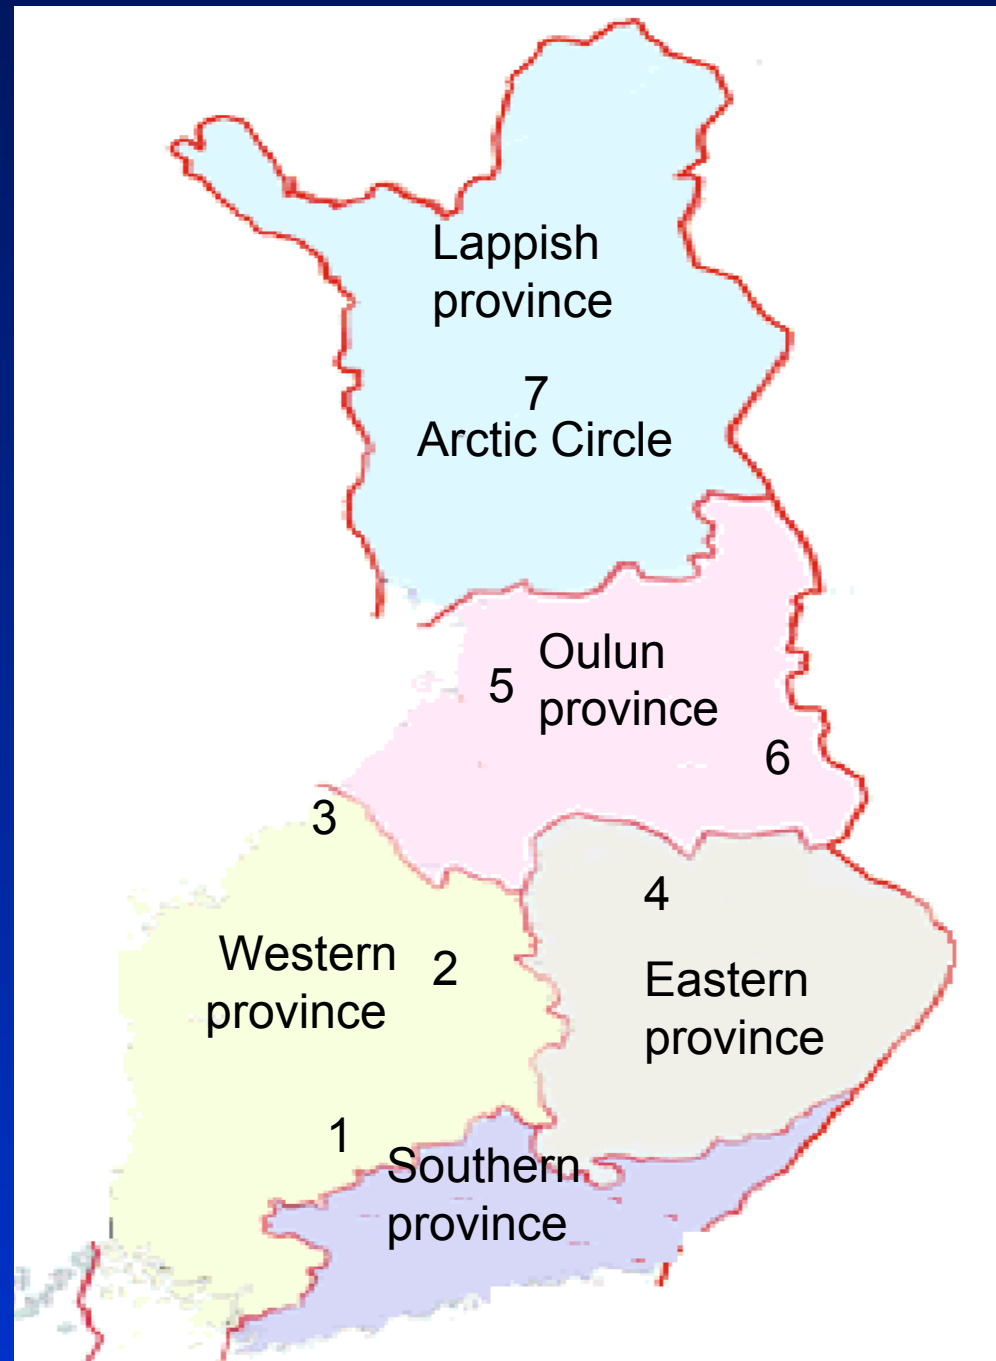 Lappish
province
7
Arctic Circle
Oulun
province
5
6
3
4
Western
province
2
Eastern
province
1
Southern
province